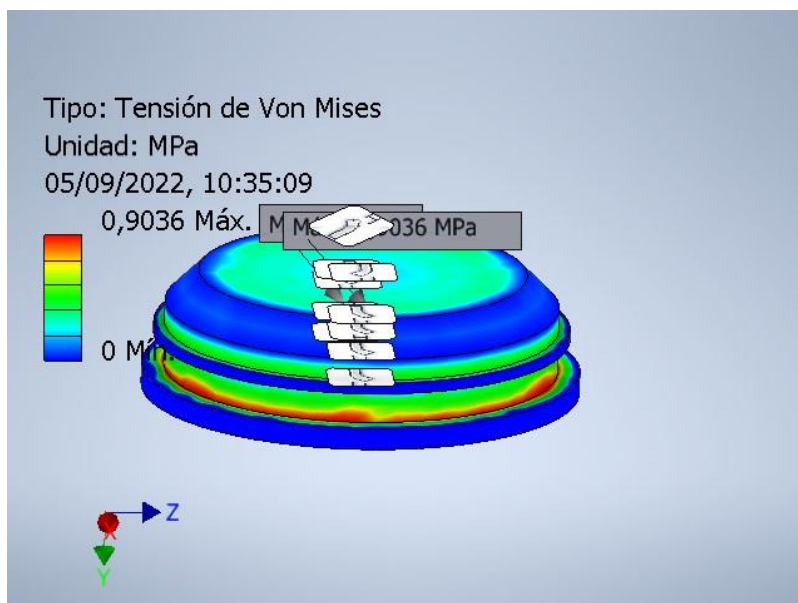 Tipo: Tensión de Von Mises
Unidad: MPa
05/09/2022, 10:35:09
0,9036 Máx.
036 MPa
0 Mín.
Z
X
Y